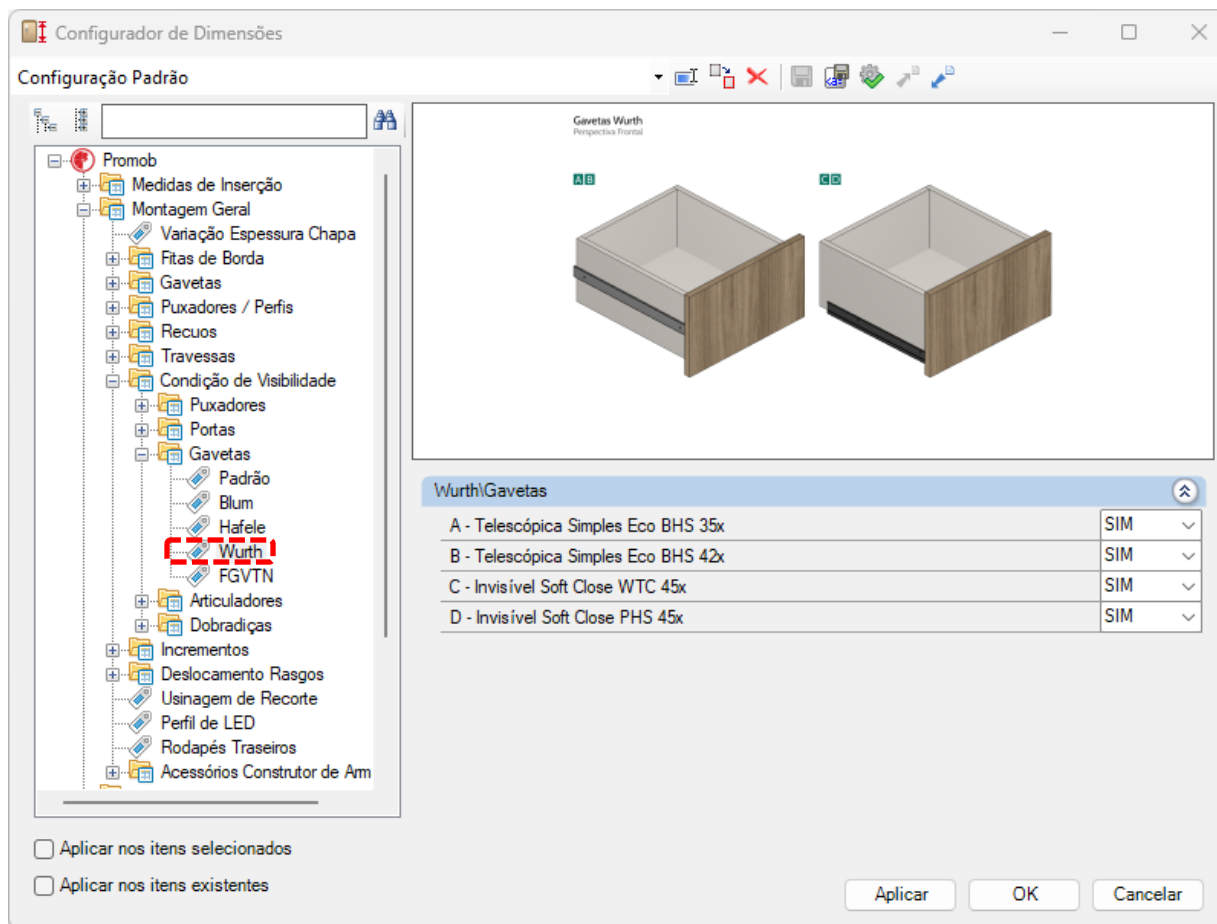 Configurador de Dimensões
Configuração Padrão
Promob
Medidas de Inserção
Montagem Geral
Variação Espessura Chapa
Fitas de Borda
Gavetas
Puxadores / Perfis
Recuos
Travessas
Condição de Visibilidade
Puxadores
Portas
Gavetas
Padrão
Blum
Hafele
Wurth
FGVTN
Articuladores
Dobradiças
Incrementos
Deslocamento Rasgos
Usinagem de Recorte
Perfil de LED
Rodapés Traseiros
Acessórios Construtor de Arm
Gavetas Wurth
Perspectiva Frontal
A B
C D
Wurth\Gavetas
A - Telescópica Simples Eco BHS 35x SIM
B - Telescópica Simples Eco BHS 42x SIM
C - Invisível Soft Close WTC 45x SIM
D - Invisível Soft Close PHS 45x SIM
Aplicar nos itens selecionados
Aplicar nos itens existentes
Aplicar OK Cancelar